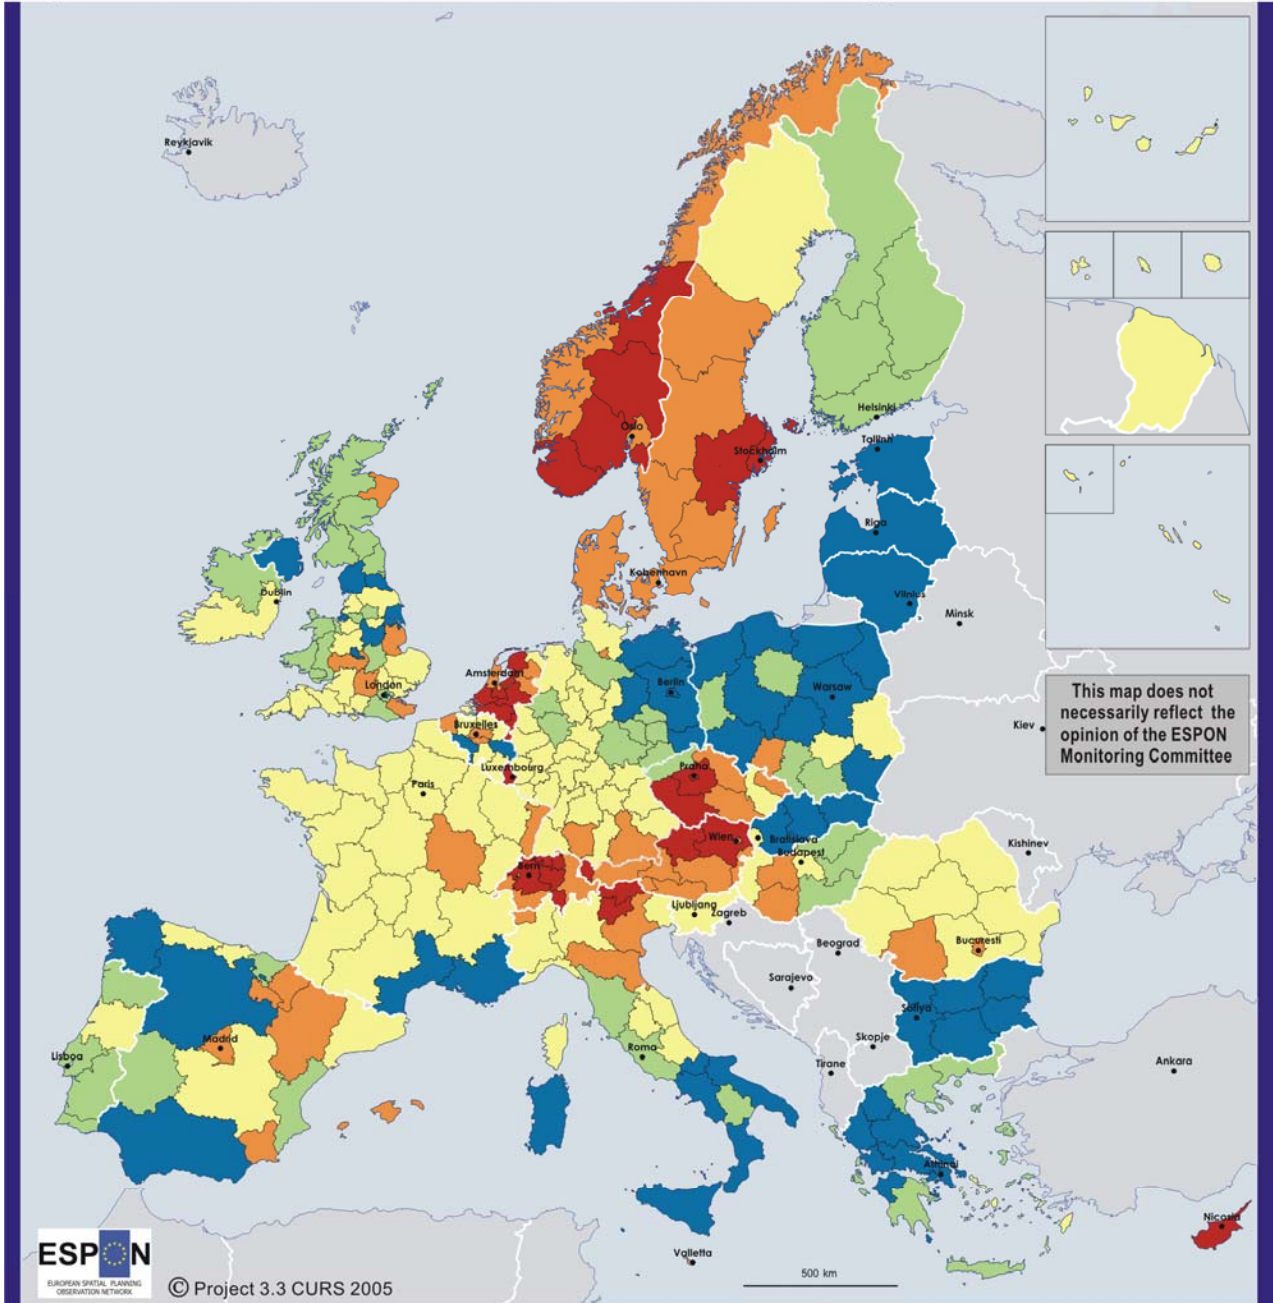 Reykjavik
Oslo
Stockholm
Helsinki
Tallinn
Riga
Kobenhavn
Vilnius
Minsk
Dublin
London
Amsterdam
Berlin
Warsaw
Bruxelles
Kiev
This map does not
necessarily reflect the
opinion of the ESPON
Monitoring Committee
Luxembourg
Praha
Paris
Wien
Bratislava
Kishinev
Budapest
Bern
Ljubljana
Zagreb
Bucuresti
Beograd
Sarajevo
Sofiya
Madrid
Skopje
Lisboa
Roma
Tirane
Ankara
Athinai
Nicosia
Valletta
ESPON
EUROPEAN SPATIAL PLANNING
OBSERVATION NETWORK
© Project 3.3 CURS 2005
500 km